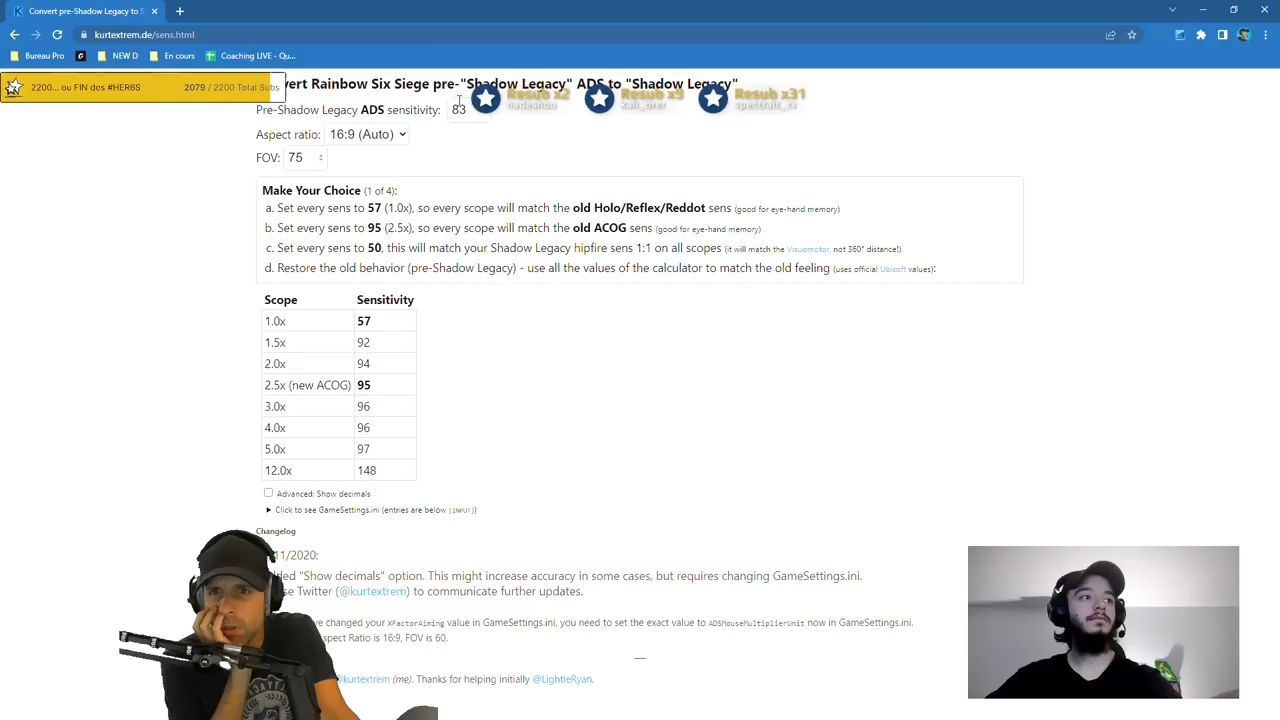 Convert pre-Shadow Legacy to S
kurtextrem.de/sens.html
Bureau Pro
NEW D
En cours
Coaching LIVE - Qu...
2200... ou FIN des #HER6S
2079 / 2200 Total Subs
vert Rainbow Six Siege pre-"Shadow Legacy" ADS to "Shadow Legacy"
Resub x2
Resub x9
Resub x31
spectrait_tv
Pre-Shadow Legacy ADS sensitivity: 83
Aspect ratio: 16:9 (Auto)
FOV: 75
Make Your Choice (1 of 4):
a. Set every sens to 57 (1.0x), so every scope will match the old Holo/Reflex/Reddot sens (good for eye-hand memory)
b. Set every sens to 95 (2.5x), so every scope will match the old ACOG sens (good for eye-hand memory)
c. Set every sens to 50, this will match your Shadow Legacy hipfire sens 1:1 on all scopes (it will match the Visuomotor, not 360° distance!)
d. Restore the old behavior (pre-Shadow Legacy) - use all the values of the calculator to match the old feeling (uses official Ubisoft values):
Scope Sensitivity
1.0x 57
1.5x 92
2.0x 94
2.5x (new ACOG) 95
3.0x 96
4.0x 96
5.0x 97
12.0x 148
Advanced: Show decimals
Click to see GameSettings.ini (entries are below [INPUT])
Changelog
11/2020:
ded "Show decimals" option. This might increase accuracy in some cases, but requires changing GameSettings.ini.
se Twitter (@kurtextrem) to communicate further updates.
ve changed your XFactorAiming value in GameSettings.ini, you need to set the exact value to ADSMouseMultiplierUnit now in GameSettings.ini.
spect Ratio is 16:9, FOV is 60.
@kurtextrem (me). Thanks for helping initially @LightleRyan.